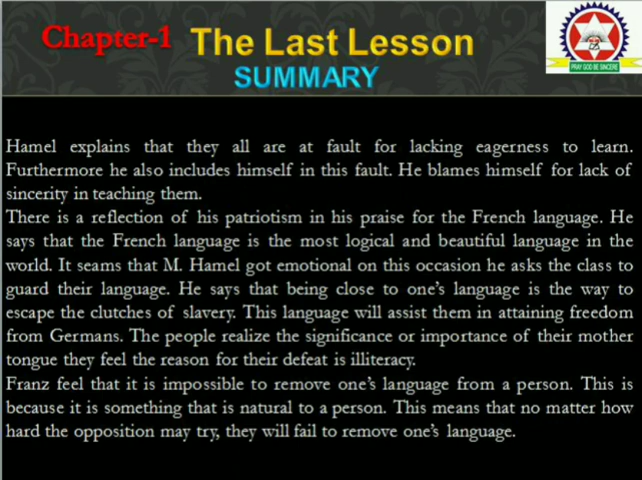 Chapter-1 The Last Lesson
SUMMARY
PRAY GOD BE SINCERE
Hamel explains that they all are at fault for lacking eagerness to learn.
Furthermore he also includes himself in this fault. He blames himself for lack of
sincerity in teaching them.
There is a reflection of his patriotism in his praise for the French language. He
says that the French language is the most logical and beautiful language in the
world. It seams that M. Hamel got emotional on this occasion he asks the class to
guard their language. He says that being close to one's language is the way to
escape the clutches of slavery. This language will assist them in attaining freedom
from Germans. The people realize the significance or importance of their mother
tongue they feel the reason for their defeat is illiteracy.
Franz feel that it is impossible to remove one's language from a person. This is
because it is something that is natural to a person. This means that no matter how
hard the opposition may try, they will fail to remove one's language.